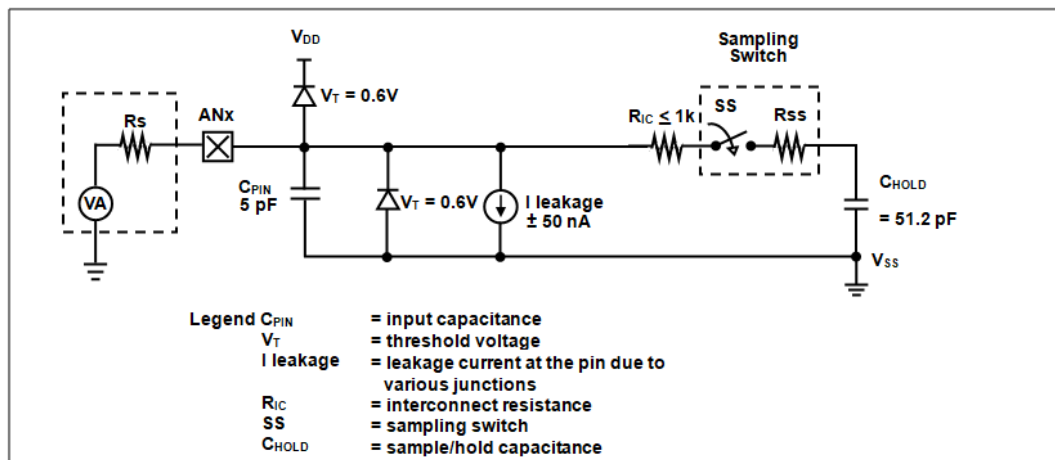 Sampling
Switch
VDD
VT = 0.6V
Rs
ANx
RIC ≤ 1k
SS
Rss
VA
CPIN
5 pF
VT = 0.6V
I leakage
± 50 nA
CHOLD
= 51.2 pF
VSS
Legend CPIN = input capacitance
VT = threshold voltage
I leakage = leakage current at the pin due to
various junctions
RIC = interconnect resistance
SS = sampling switch
CHOLD = sample/hold capacitance